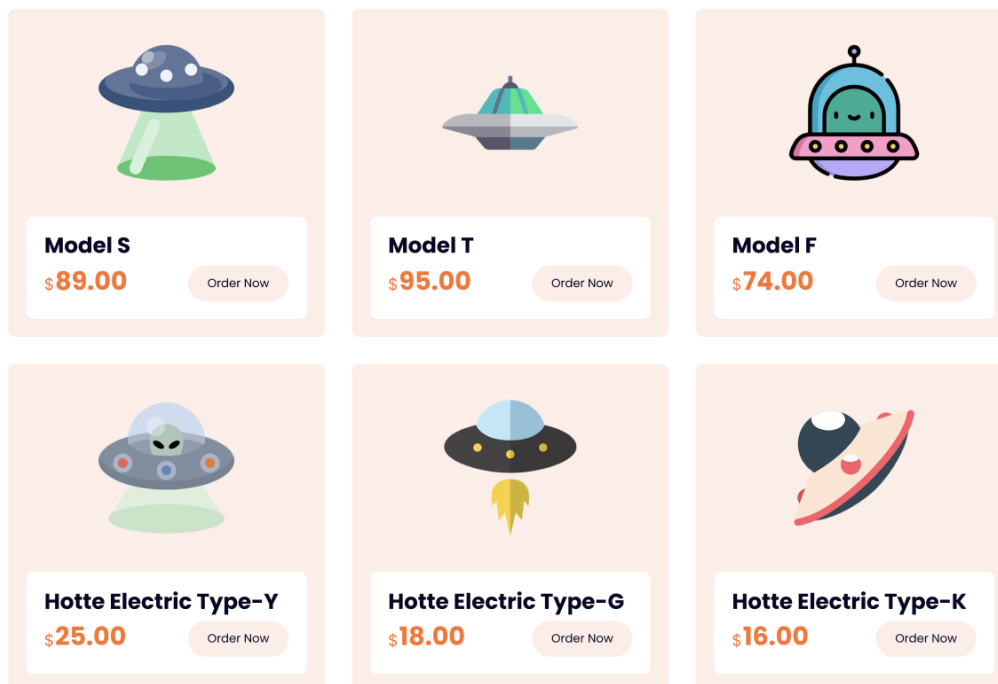 Model S
$89.00
Order Now
Model T
$95.00
Order Now
Model F
$74.00
Order Now
Hotte Electric Type-Y
$25.00
Order Now
Hotte Electric Type-G
$18.00
Order Now
Hotte Electric Type-K
$16.00
Order Now